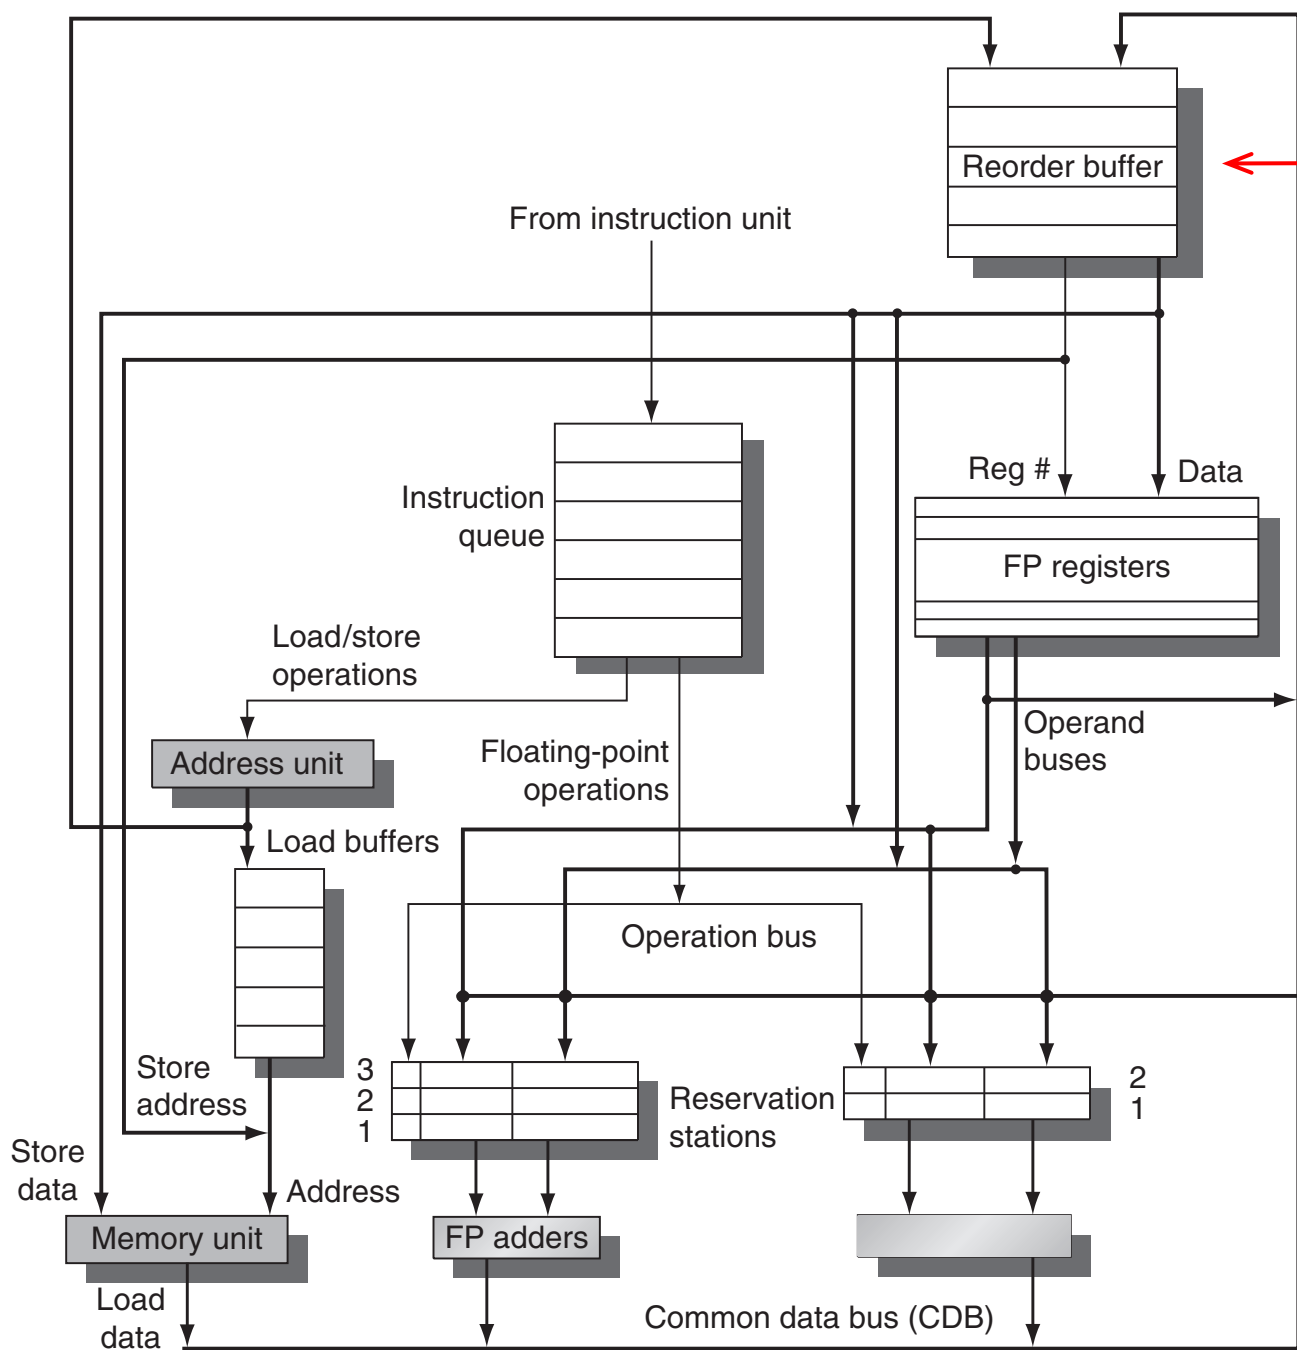 Reorder buffer
From instruction unit
Reg #
Data
Instruction
queue
FP registers
Load/store
operations
Operand
buses
Floating-point
operations
Address unit
Load buffers
Operation bus
Store
address
3
2
1
Reservation
stations
2
1
Store
data
Address
Memory unit
FP adders
Load
data
Common data bus (CDB)